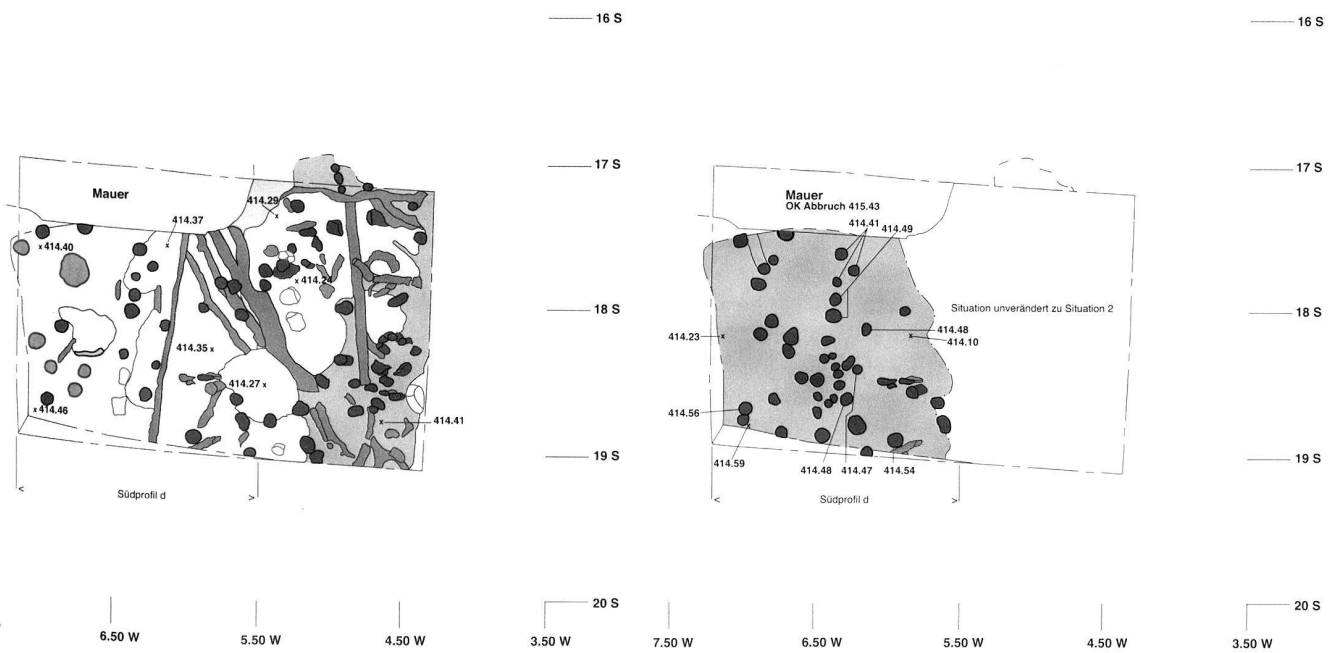 16 S
17 S
Mauer
414.29
414.37
414.40
414.24
18 S
414.35
414.27
414.46
414.41
19 S
< Südprofil d >
20 S
6.50 W
5.50 W
4.50 W
3.50 W
16 S
17 S
Mauer
OK Abbruch 415.43
414.41
414.49
Situation unverändert zu Situation 2
18 S
414.48
414.23
414.10
414.56
414.59
414.48
414.47
414.54
19 S
< Südprofil d >
20 S
7.50 W
6.50 W
5.50 W
4.50 W
3.50 W